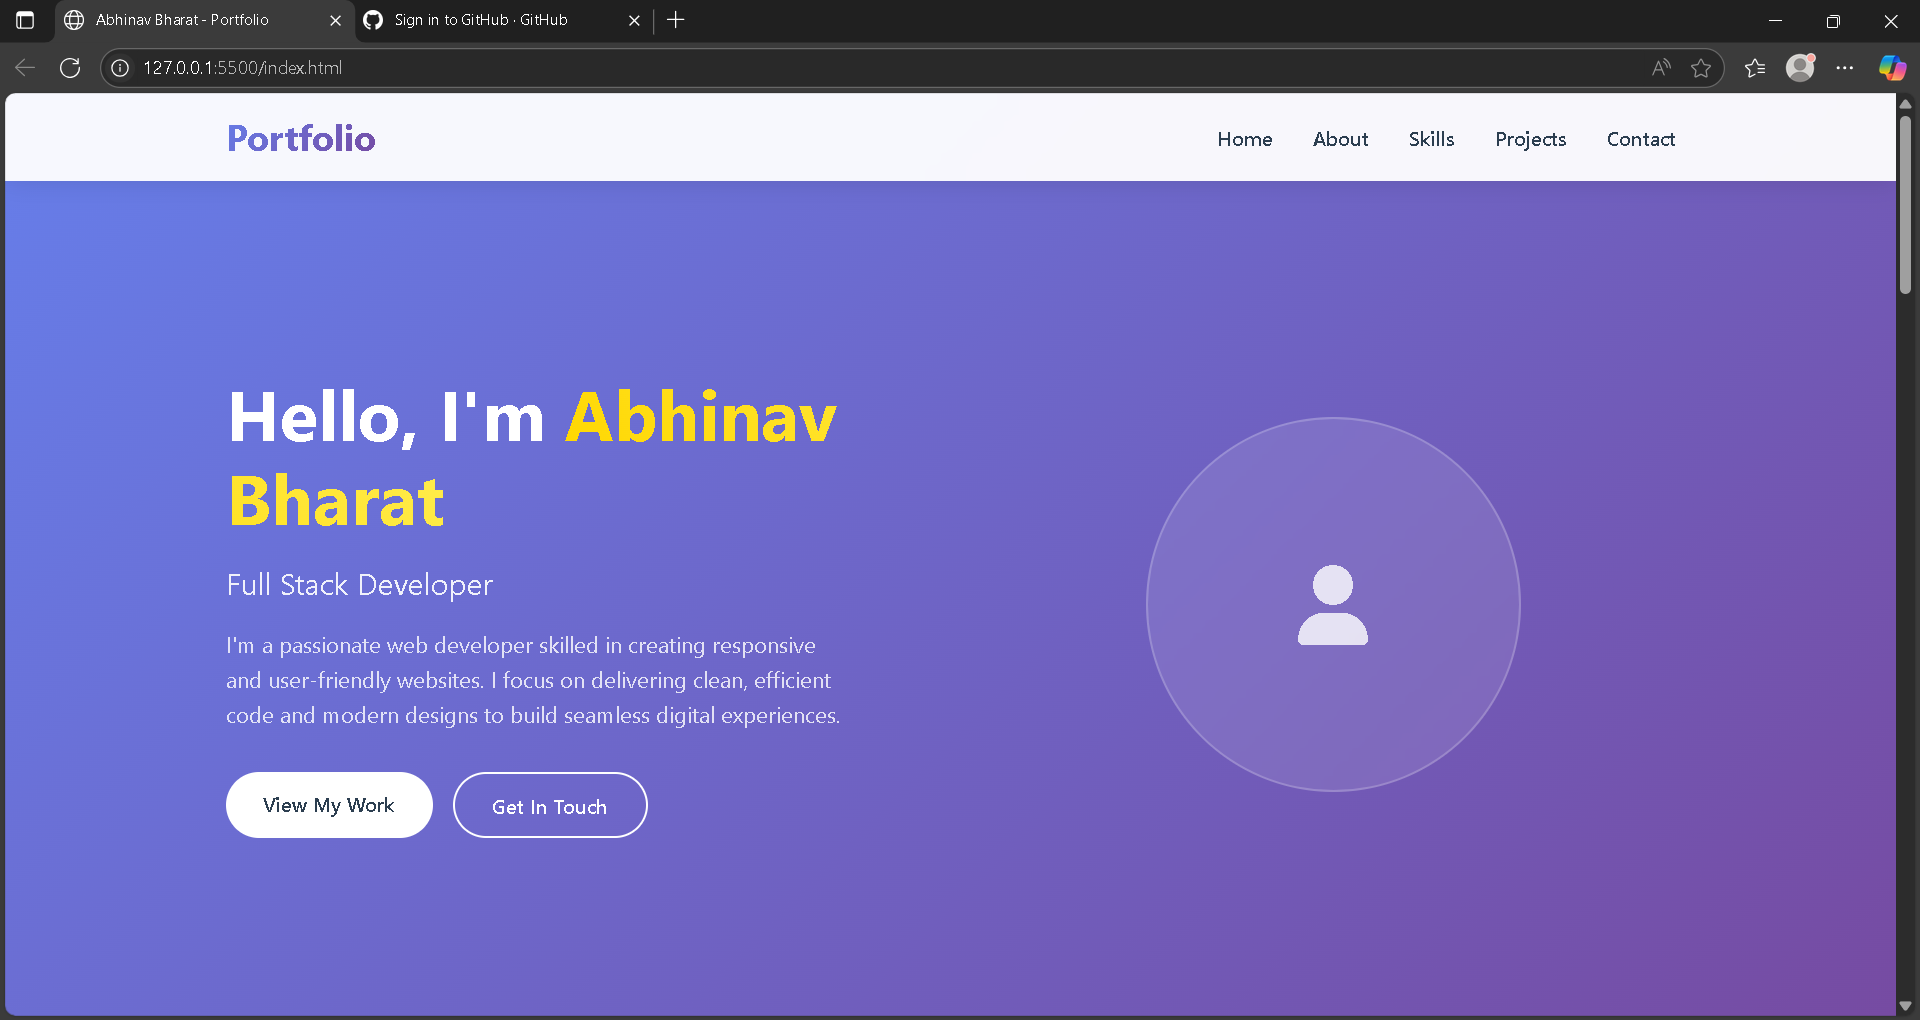 Abhinav Bharat - Portfolio
Sign in to GitHub · GitHub
127.0.0.1:5500/index.html
Portfolio
Home
About
Skills
Projects
Contact
Hello, I'm Abhinav
Bharat
Full Stack Developer
I'm a passionate web developer skilled in creating responsive
and user-friendly websites. I focus on delivering clean, efficient
code and modern designs to build seamless digital experiences.
View My Work
Get In Touch